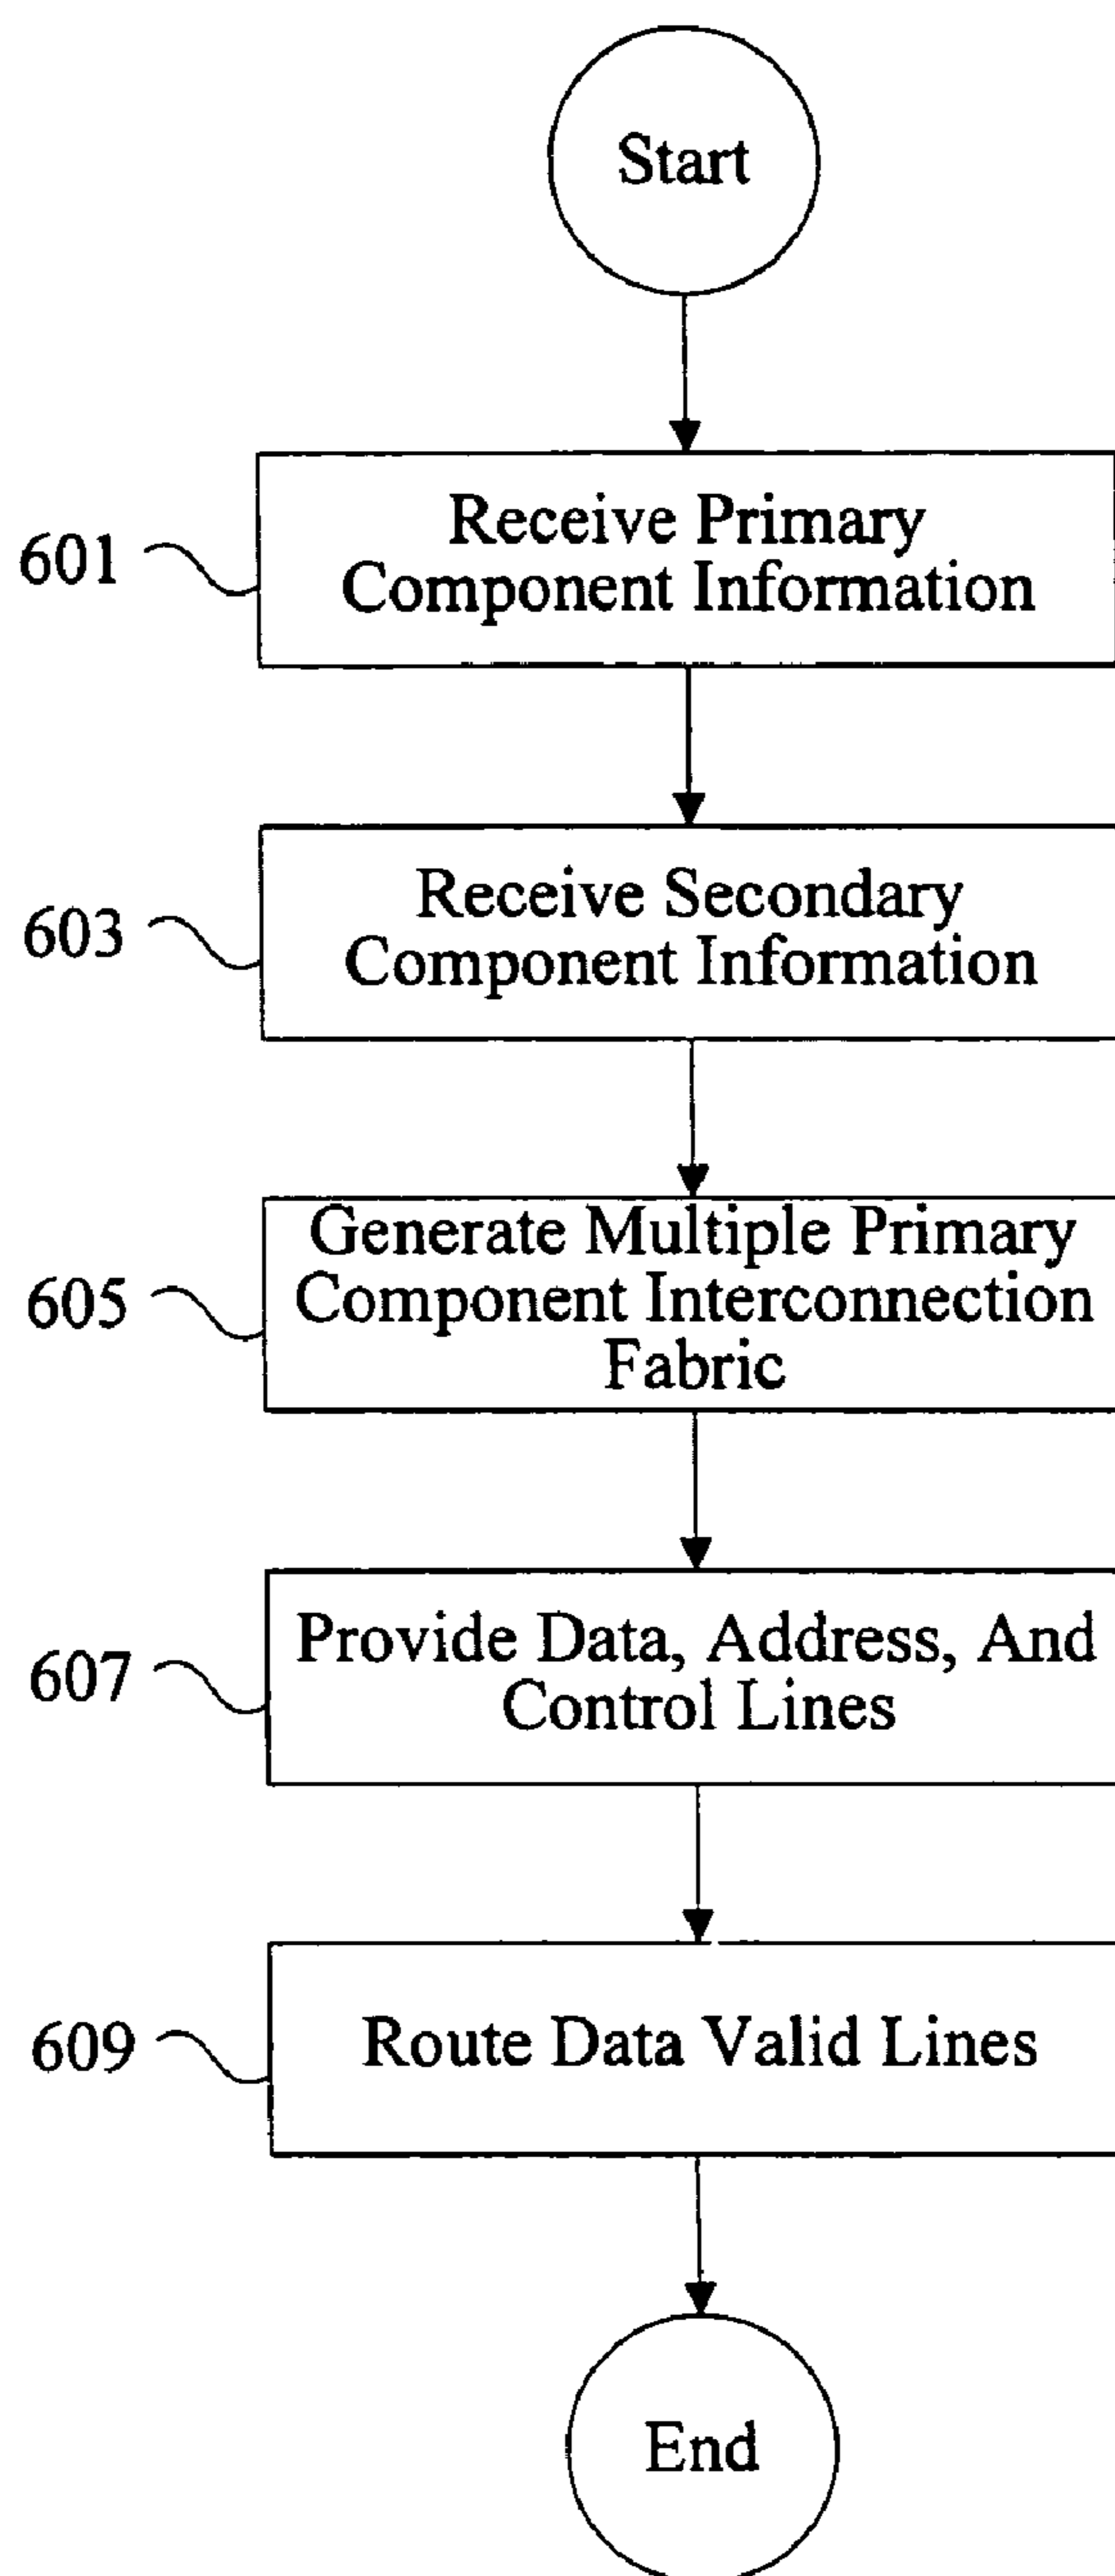 Start
601
Receive Primary
Component Information
603
Receive Secondary
Component Information
605
Generate Multiple Primary
Component Interconnection
Fabric
607
Provide Data, Address, And
Control Lines
609
Route Data Valid Lines
End